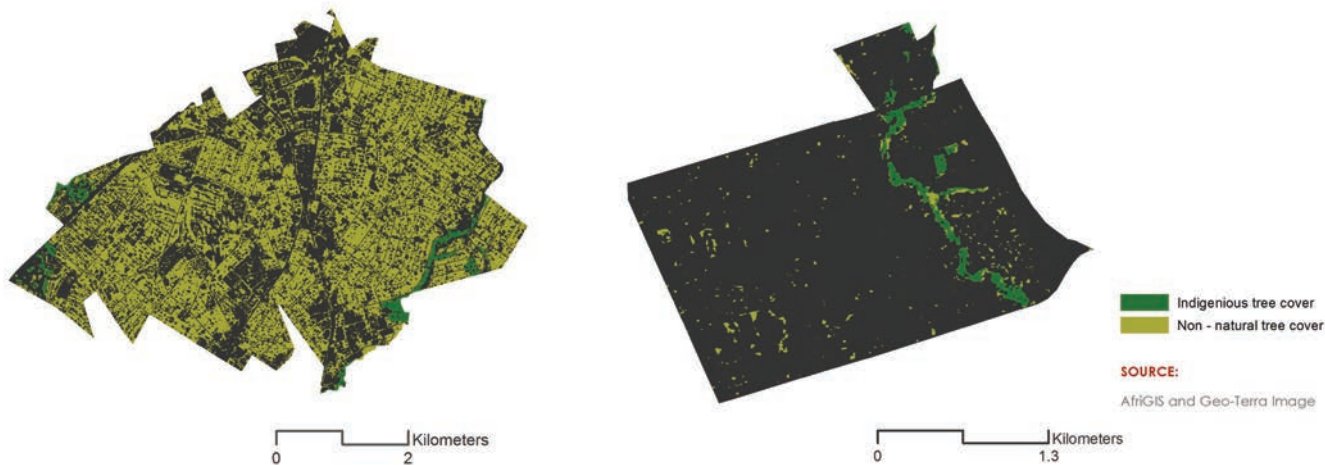 Indigenious tree cover
Non - natural tree cover
SOURCE:
AfriGIS and Geo-Terra Image
Kilometers
0 2
Kilometers
0 1.3